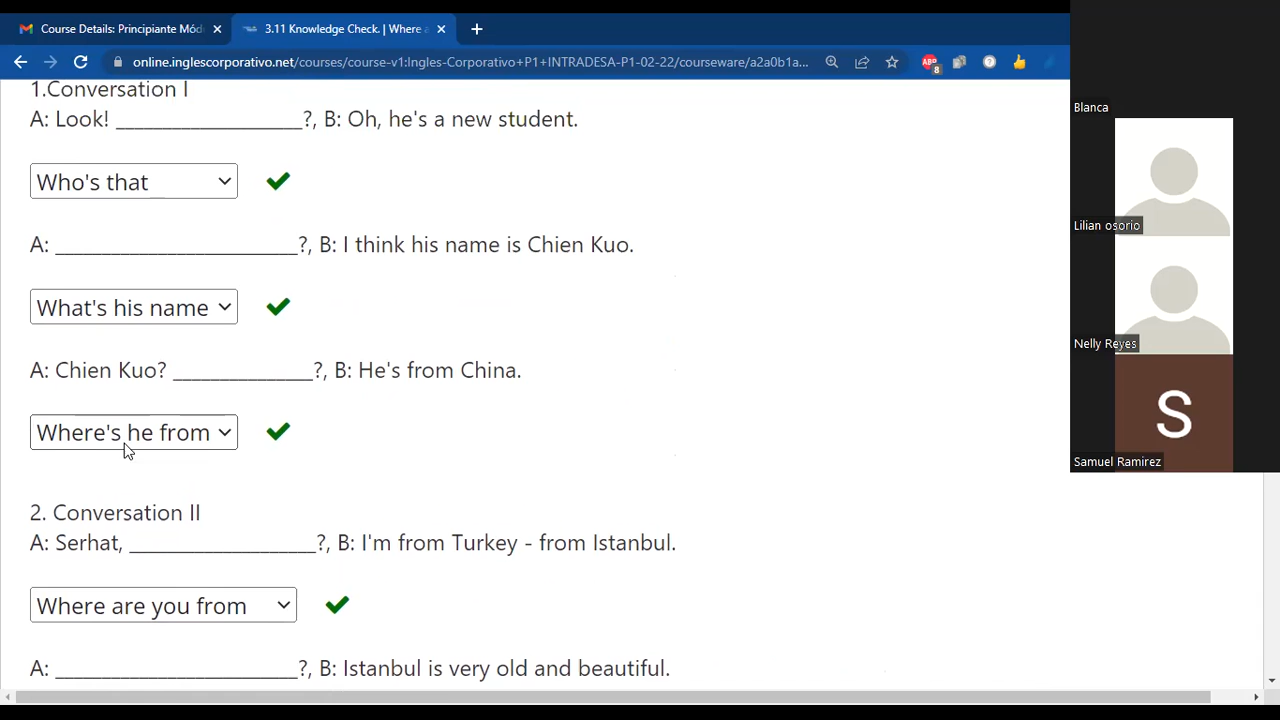 Course Details: Principiante Mód
3.11 Knowledge Check. | Where a
online.inglescorporativo.net/courses/course-v1:Ingles-Corporativo+P1+INTRADESA-P1-02-22/courseware/a2a0b1a...
ABP
8
1.Conversation I
A: Look! ___________________?, B: Oh, he's a new student.
Who's that
A: _________________________?, B: I think his name is Chien Kuo.
What's his name
A: Chien Kuo? ______________?, B: He's from China.
Where's he from
2. Conversation II
A: Serhat, ___________________?, B: I'm from Turkey - from Istanbul.
Where are you from
A: _________________________?, B: Istanbul is very old and beautiful.
Blanca
Lilian osorio
Nelly Reyes
S
Samuel Ramirez